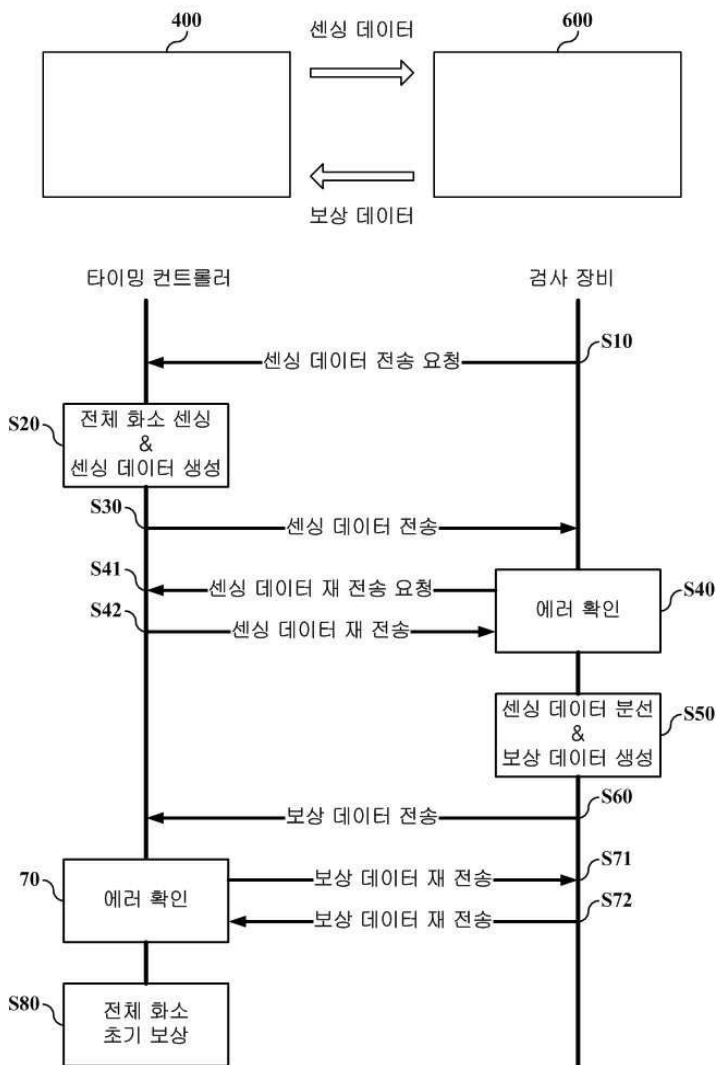 400
센싱 데이터
600
보상 데이터
타이밍 컨트롤러
검사 장비
센싱 데이터 전송 요청
S10
S20
전체 화소 센싱
&
센싱 데이터 생성
S30
센싱 데이터 전송
S41
센싱 데이터 재 전송 요청
에러 확인
S40
S42
센싱 데이터 재 전송
센싱 데이터 분선
&
보상 데이터 생성
S50
보상 데이터 전송
S60
70
에러 확인
보상 데이터 재 전송
S71
보상 데이터 재 전송
S72
S80
전체 화소
초기 보상